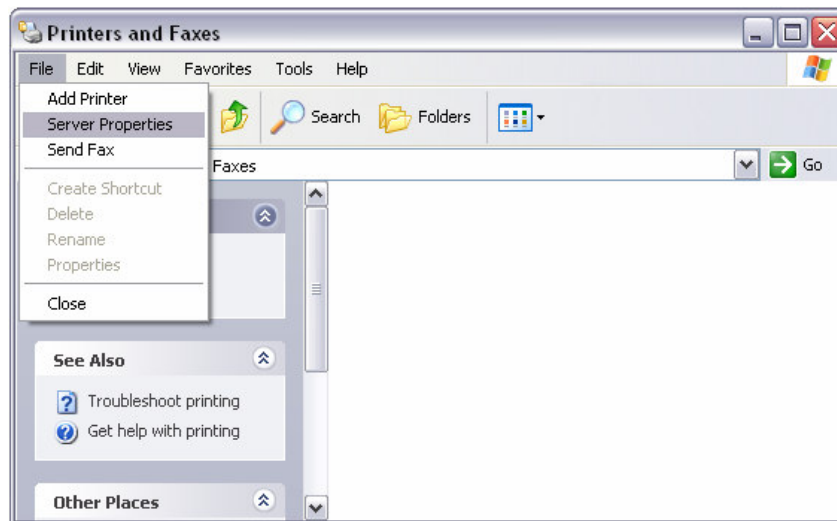 Printers and Faxes
File Edit View Favorites Tools Help
Add Printer
Server Properties
Send Fax
Create Shortcut
Delete
Rename
Properties
Close
Search Folders
Faxes
Go
See Also
Troubleshoot printing
Get help with printing
Other Places